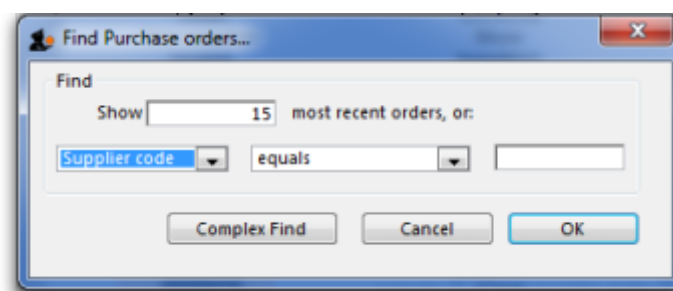 Find Purchase orders...
Find
Show 15 most recent orders, or:
Supplier code equals
Complex Find Cancel OK